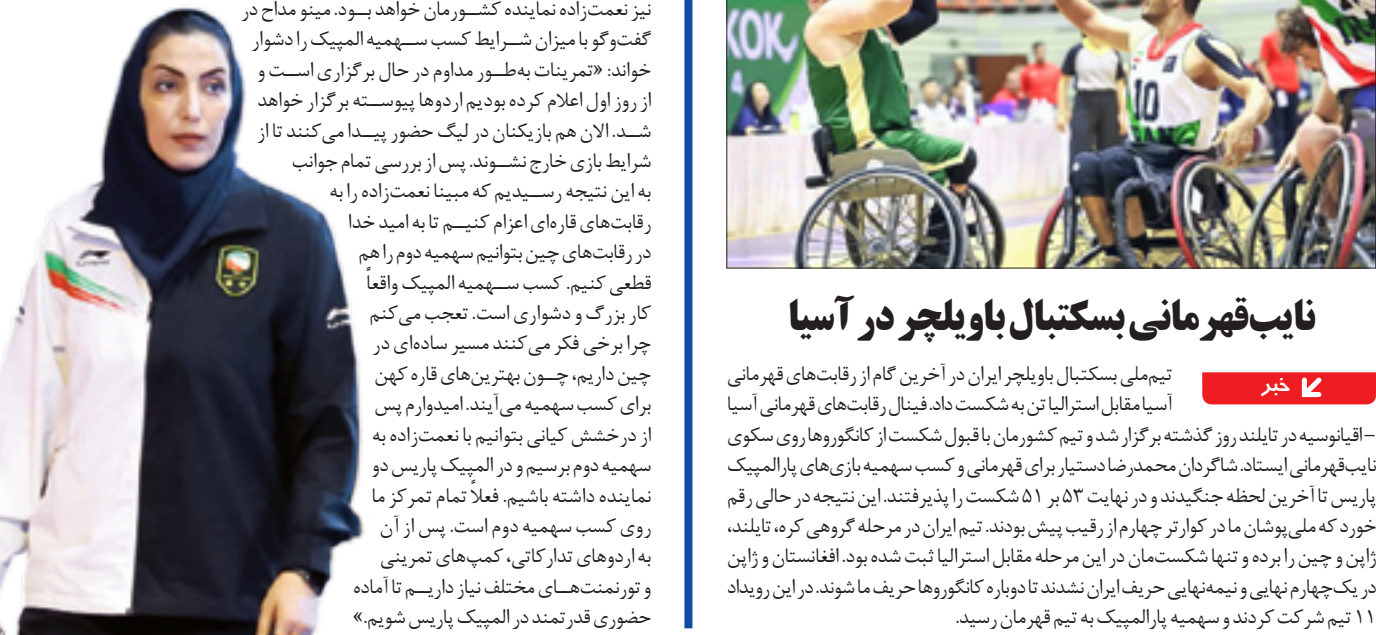 نایب‌قهرمانی بسکتبال باویلچر در آسیا
خبر
تیم‌ملی بسکتبال باویلچر ایران در آخرین گام از رقابت‌های قهرمانی
آسیا مقابل استرالیا تن به شکست داد. فینال رقابت‌های قهرمانی آسیا
-اقیانوسیه در تایلند روز گذشته برگزار شد و تیم کشورمان با قبول شکست از کانگوروها روی سکوی
نایب‌قهرمانی ایستاد. شاگردان محمدرضا دستیار برای قهرمانی و کسب سهمیه بازی‌های پارالمپیک
پاریس تا آخرین لحظه جنگیدند و در نهایت ۵۳ بر ۵۱ شکست را پذیرفتند. این نتیجه در حالی رقم
خورد که ملی‌پوشان ما در کوارتر چهارم از رقیب پیش بودند. تیم ایران در مرحله گروهی کره، تایلند،
ژاپن و چین را برده و تنها شکست‌مان در این مرحله مقابل استرالیا ثبت شده بود. افغانستان و ژاپن
در یک‌چهارم نهایی و نیمه‌نهایی حریف ایران نشدند تا دوباره کانگوروها حریف ما شوند. در این رویداد
۱۱ تیم شرکت کردند و سهمیه پارالمپیک به تیم قهرمان رسید.
10
نیز نعمت‌زاده نماینده کشورمان خواهد بود. مینو مداح در
گفت‌وگو با میزان شرایط کسب سهمیه المپیک را دشوار
خواند: «تمرینات به‌طور مداوم در حال برگزاری است و
از روز اول اعلام کرده بودیم اردوها پیوسته برگزار خواهد
شد. الان هم بازیکنان در لیگ حضور پیدا می‌کنند تا از
شرایط بازی خارج نشوند. پس از بررسی تمام جوانب
به این نتیجه رسیدیم که مبینا نعمت‌زاده را به
رقابت‌های قاره‌ای اعزام کنیم تا به امید خدا
در رقابت‌های چین بتوانیم سهمیه دوم را هم
قطعی کنیم. کسب سهمیه المپیک واقعاً
کار بزرگ و دشواری است. تعجب می‌کنم
چرا برخی فکر می‌کنند مسیر ساده‌ای در
چین داریم، چون بهترین‌های قاره کهن
برای کسب سهمیه می‌آیند. امیدوارم پس
از درخشش کیانی بتوانیم با نعمت‌زاده به
سهمیه دوم برسیم و در المپیک پاریس دو
نماینده داشته باشیم. فعلاً تمام تمرکز ما
روی کسب سهمیه دوم است. پس از آن
به اردوهای تدارکاتی، کمپ‌های تمرینی
و تورنمنت‌های مختلف نیاز داریم تا آماده
حضوری قدرتمند در المپیک پاریس شویم.»